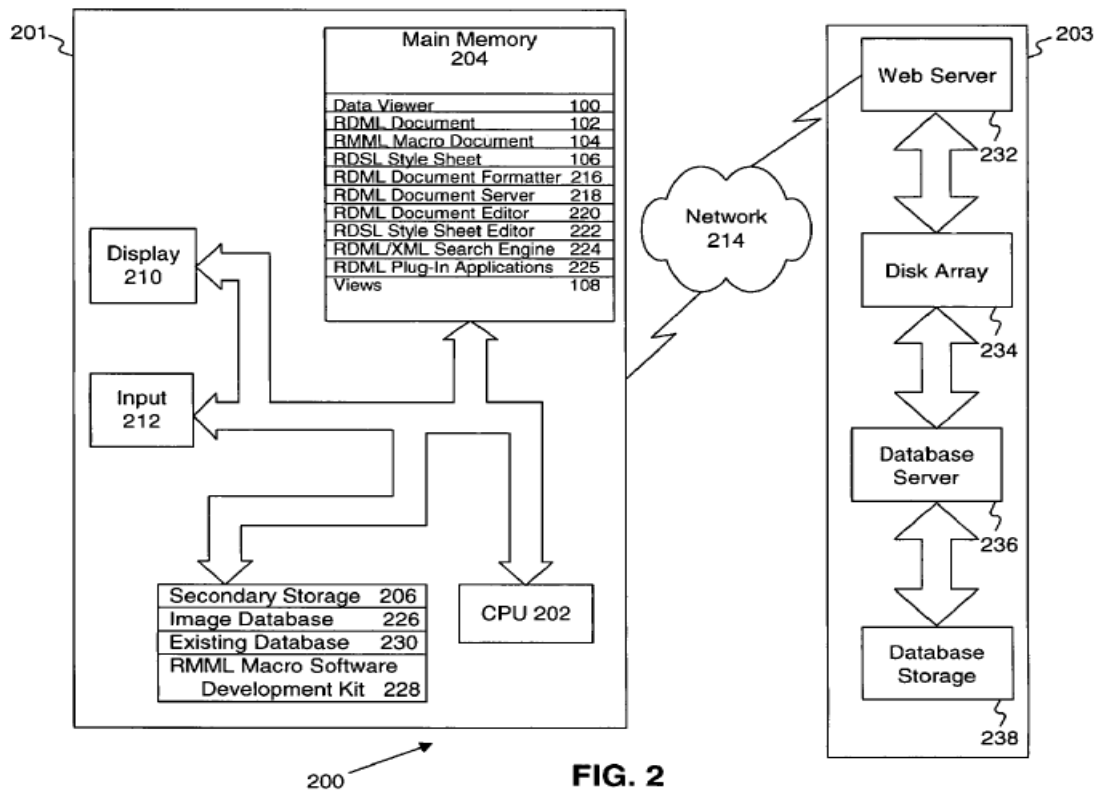 201
Main Memory
204
Data Viewer 100
RDML Document 102
RMML Macro Document 104
RDSL Style Sheet 106
RDML Document Formatter 216
RDML Document Server 218
RDML Document Editor 220
RDSL Style Sheet Editor 222
RDML/XML Search Engine 224
RDML Plug-In Applications 225
Views 108
Display
210
Input
212
Secondary Storage 206
Image Database 226
Existing Database 230
RMML Macro Software
Development Kit 228
CPU 202
Network
214
203
Web Server
232
Disk Array
234
Database
Server
236
Database
Storage
238
200
FIG. 2